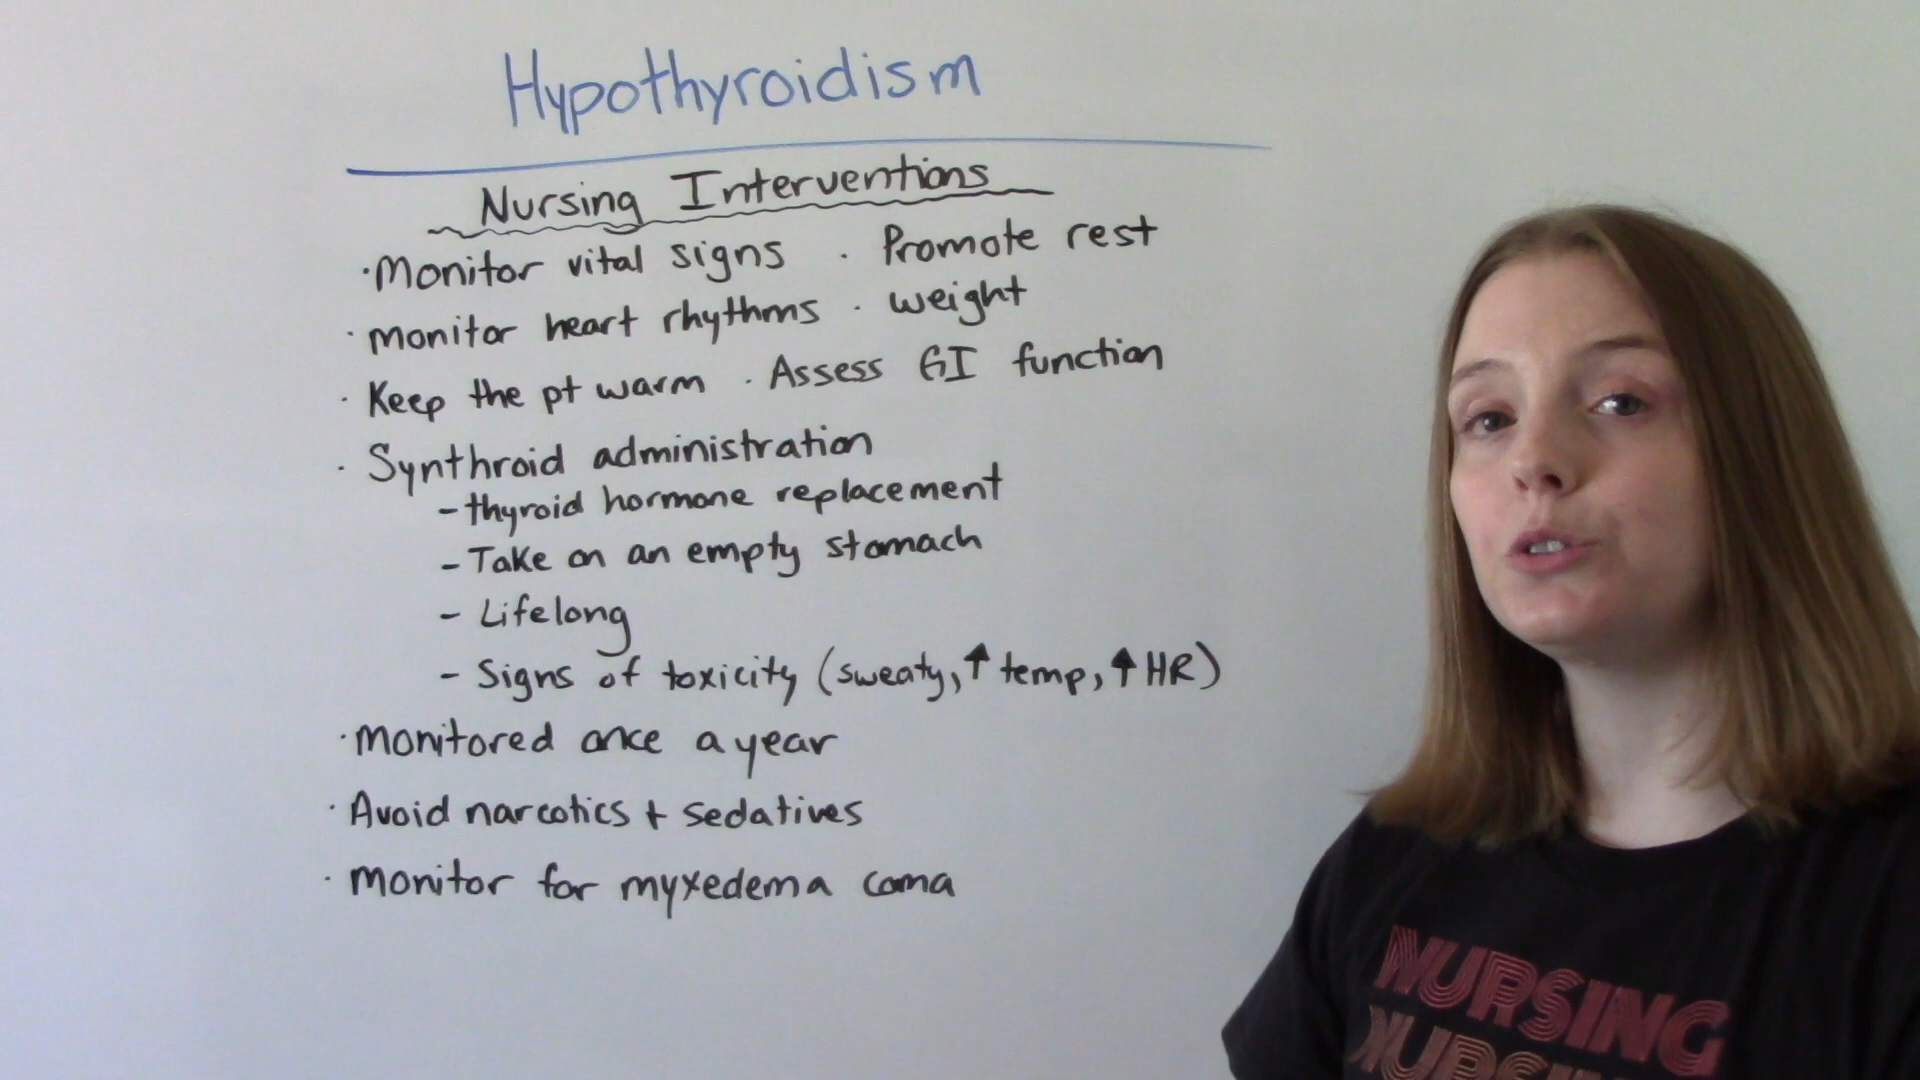 Hypothyroidism
Nursing Interventions
· Monitor vital signs · Promote rest
· monitor heart rhythms · weight
· Keep the pt warm · Assess GI function
· Synthroid administration
- thyroid hormone replacement
- Take on an empty stomach
- Lifelong
- Signs of toxicity (sweaty, ↑ temp, ↑ HR)
· monitored once a year
· Avoid narcotics + sedatives
· monitor for myxedema coma
NURSING
NURSING